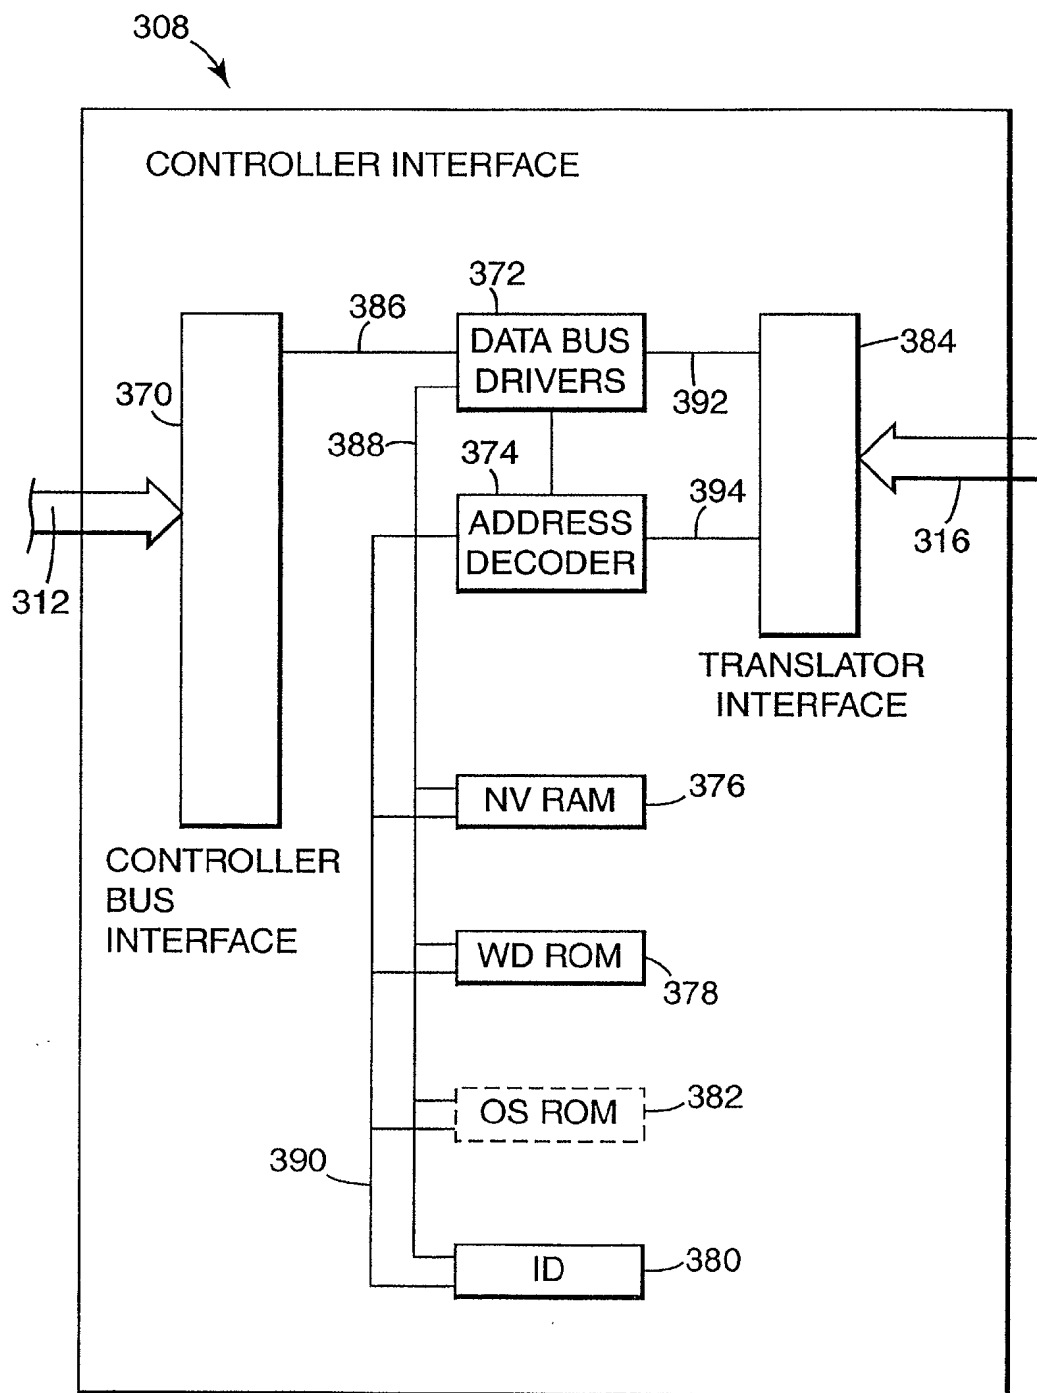 308
CONTROLLER INTERFACE
372
386
DATA BUS
DRIVERS
384
370
392
388
374
394
ADDRESS
DECODER
316
312
TRANSLATOR
INTERFACE
NV RAM
376
CONTROLLER
BUS
INTERFACE
WD ROM
378
OS ROM
382
390
ID
380